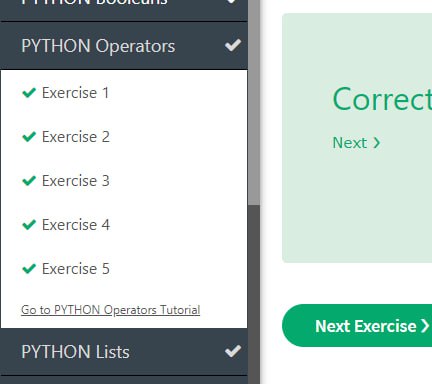 PYTHON Booleans
PYTHON Operators
Exercise 1
Exercise 2
Exercise 3
Exercise 4
Exercise 5
Go to PYTHON Operators Tutorial
PYTHON Lists
Correct
Next
Next Exercise